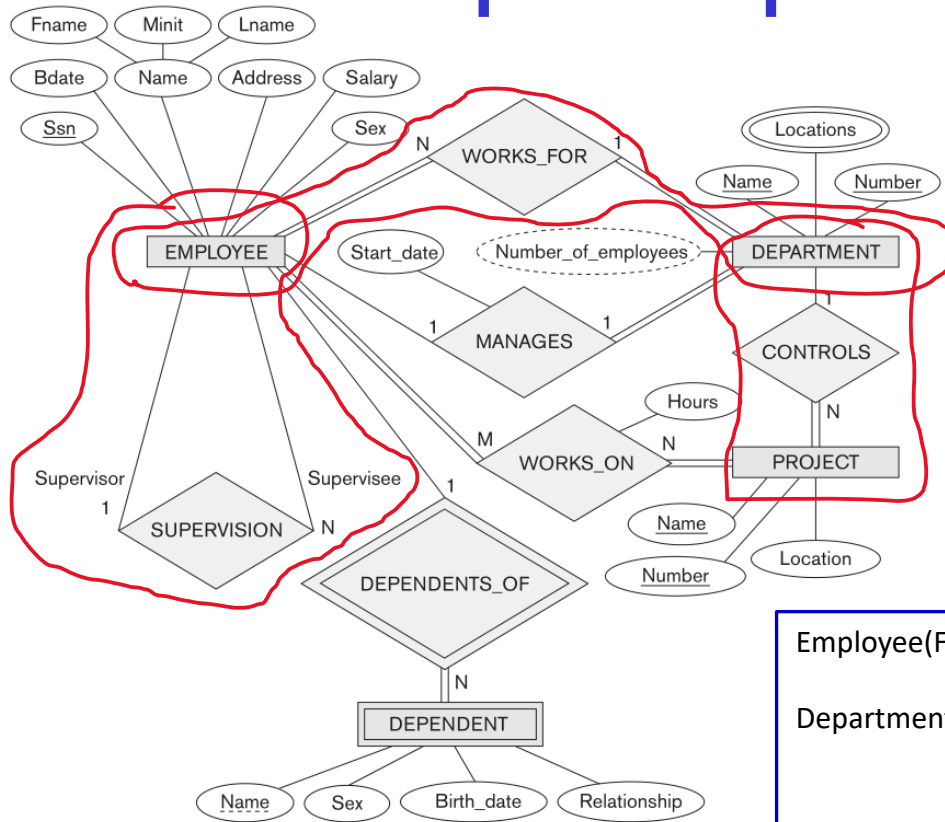 Fname Minit Lname
Bdate Name Address Salary
Ssn Sex
N WORKS_FOR 1
Locations
Name Number
EMPLOYEE Start_date Number_of_employees DEPARTMENT
1 MANAGES 1
1
CONTROLS
Hours
M WORKS_ON N
N
PROJECT
Supervisor Supervisee
1 SUPERVISION N
1
Name
Number
Location
DEPENDENTS_OF
N
DEPENDENT
Name Sex Birth_date Relationship
Employee(F
Department